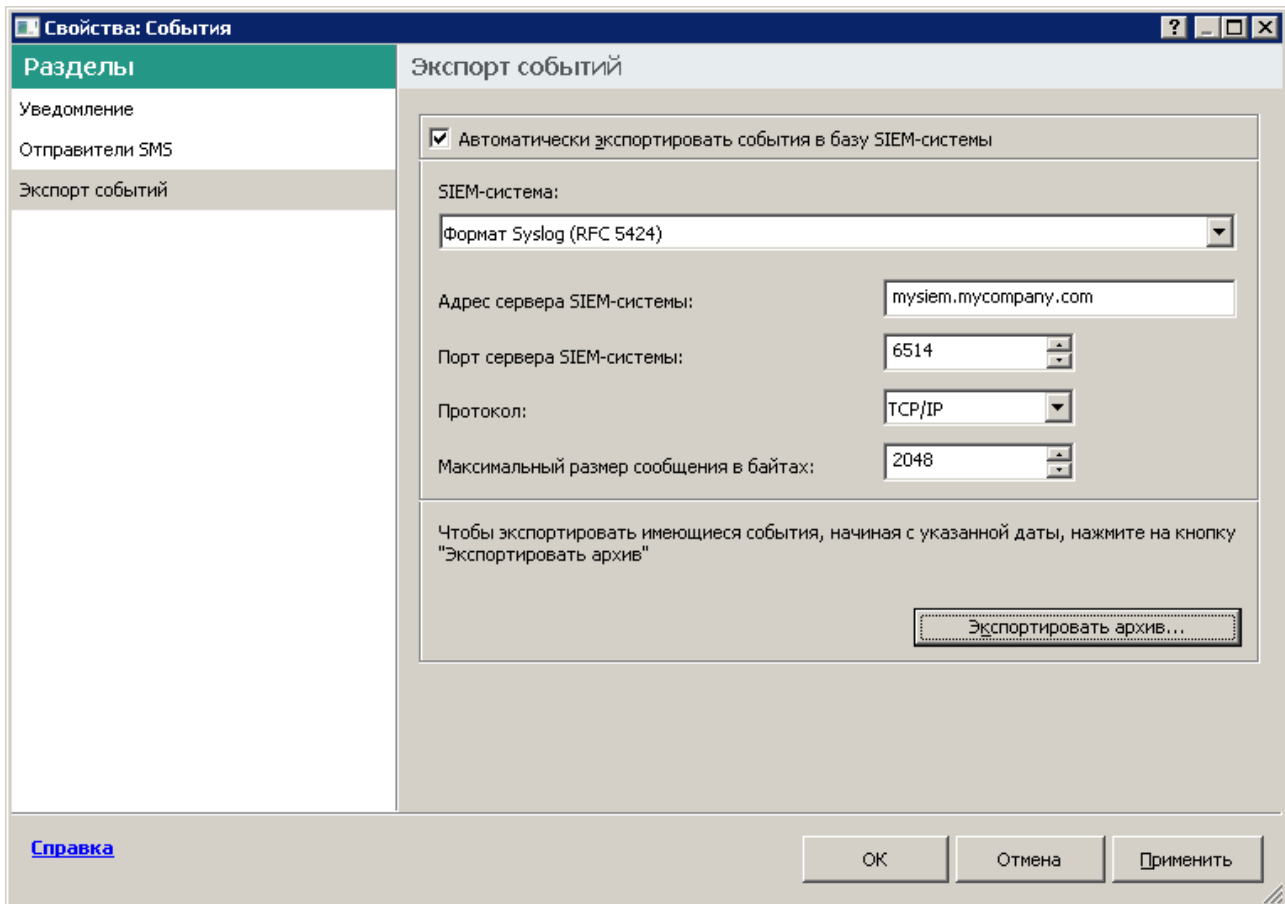 Свойства: События
Разделы
Уведомление
Отправители SMS
Экспорт событий
Экспорт событий
Автоматически экспортировать события в базу SIEM-системы
SIEM-система:
Формат Syslog (RFC 5424)
Адрес сервера SIEM-системы:
mysiem.mycompany.com
Порт сервера SIEM-системы:
6514
Протокол:
TCP/IP
Максимальный размер сообщения в байтах:
2048
Чтобы экспортировать имеющиеся события, начиная с указанной даты, нажмите на кнопку
"Экспортировать архив"
Экспортировать архив...
Справка
ОК
Отмена
Применить